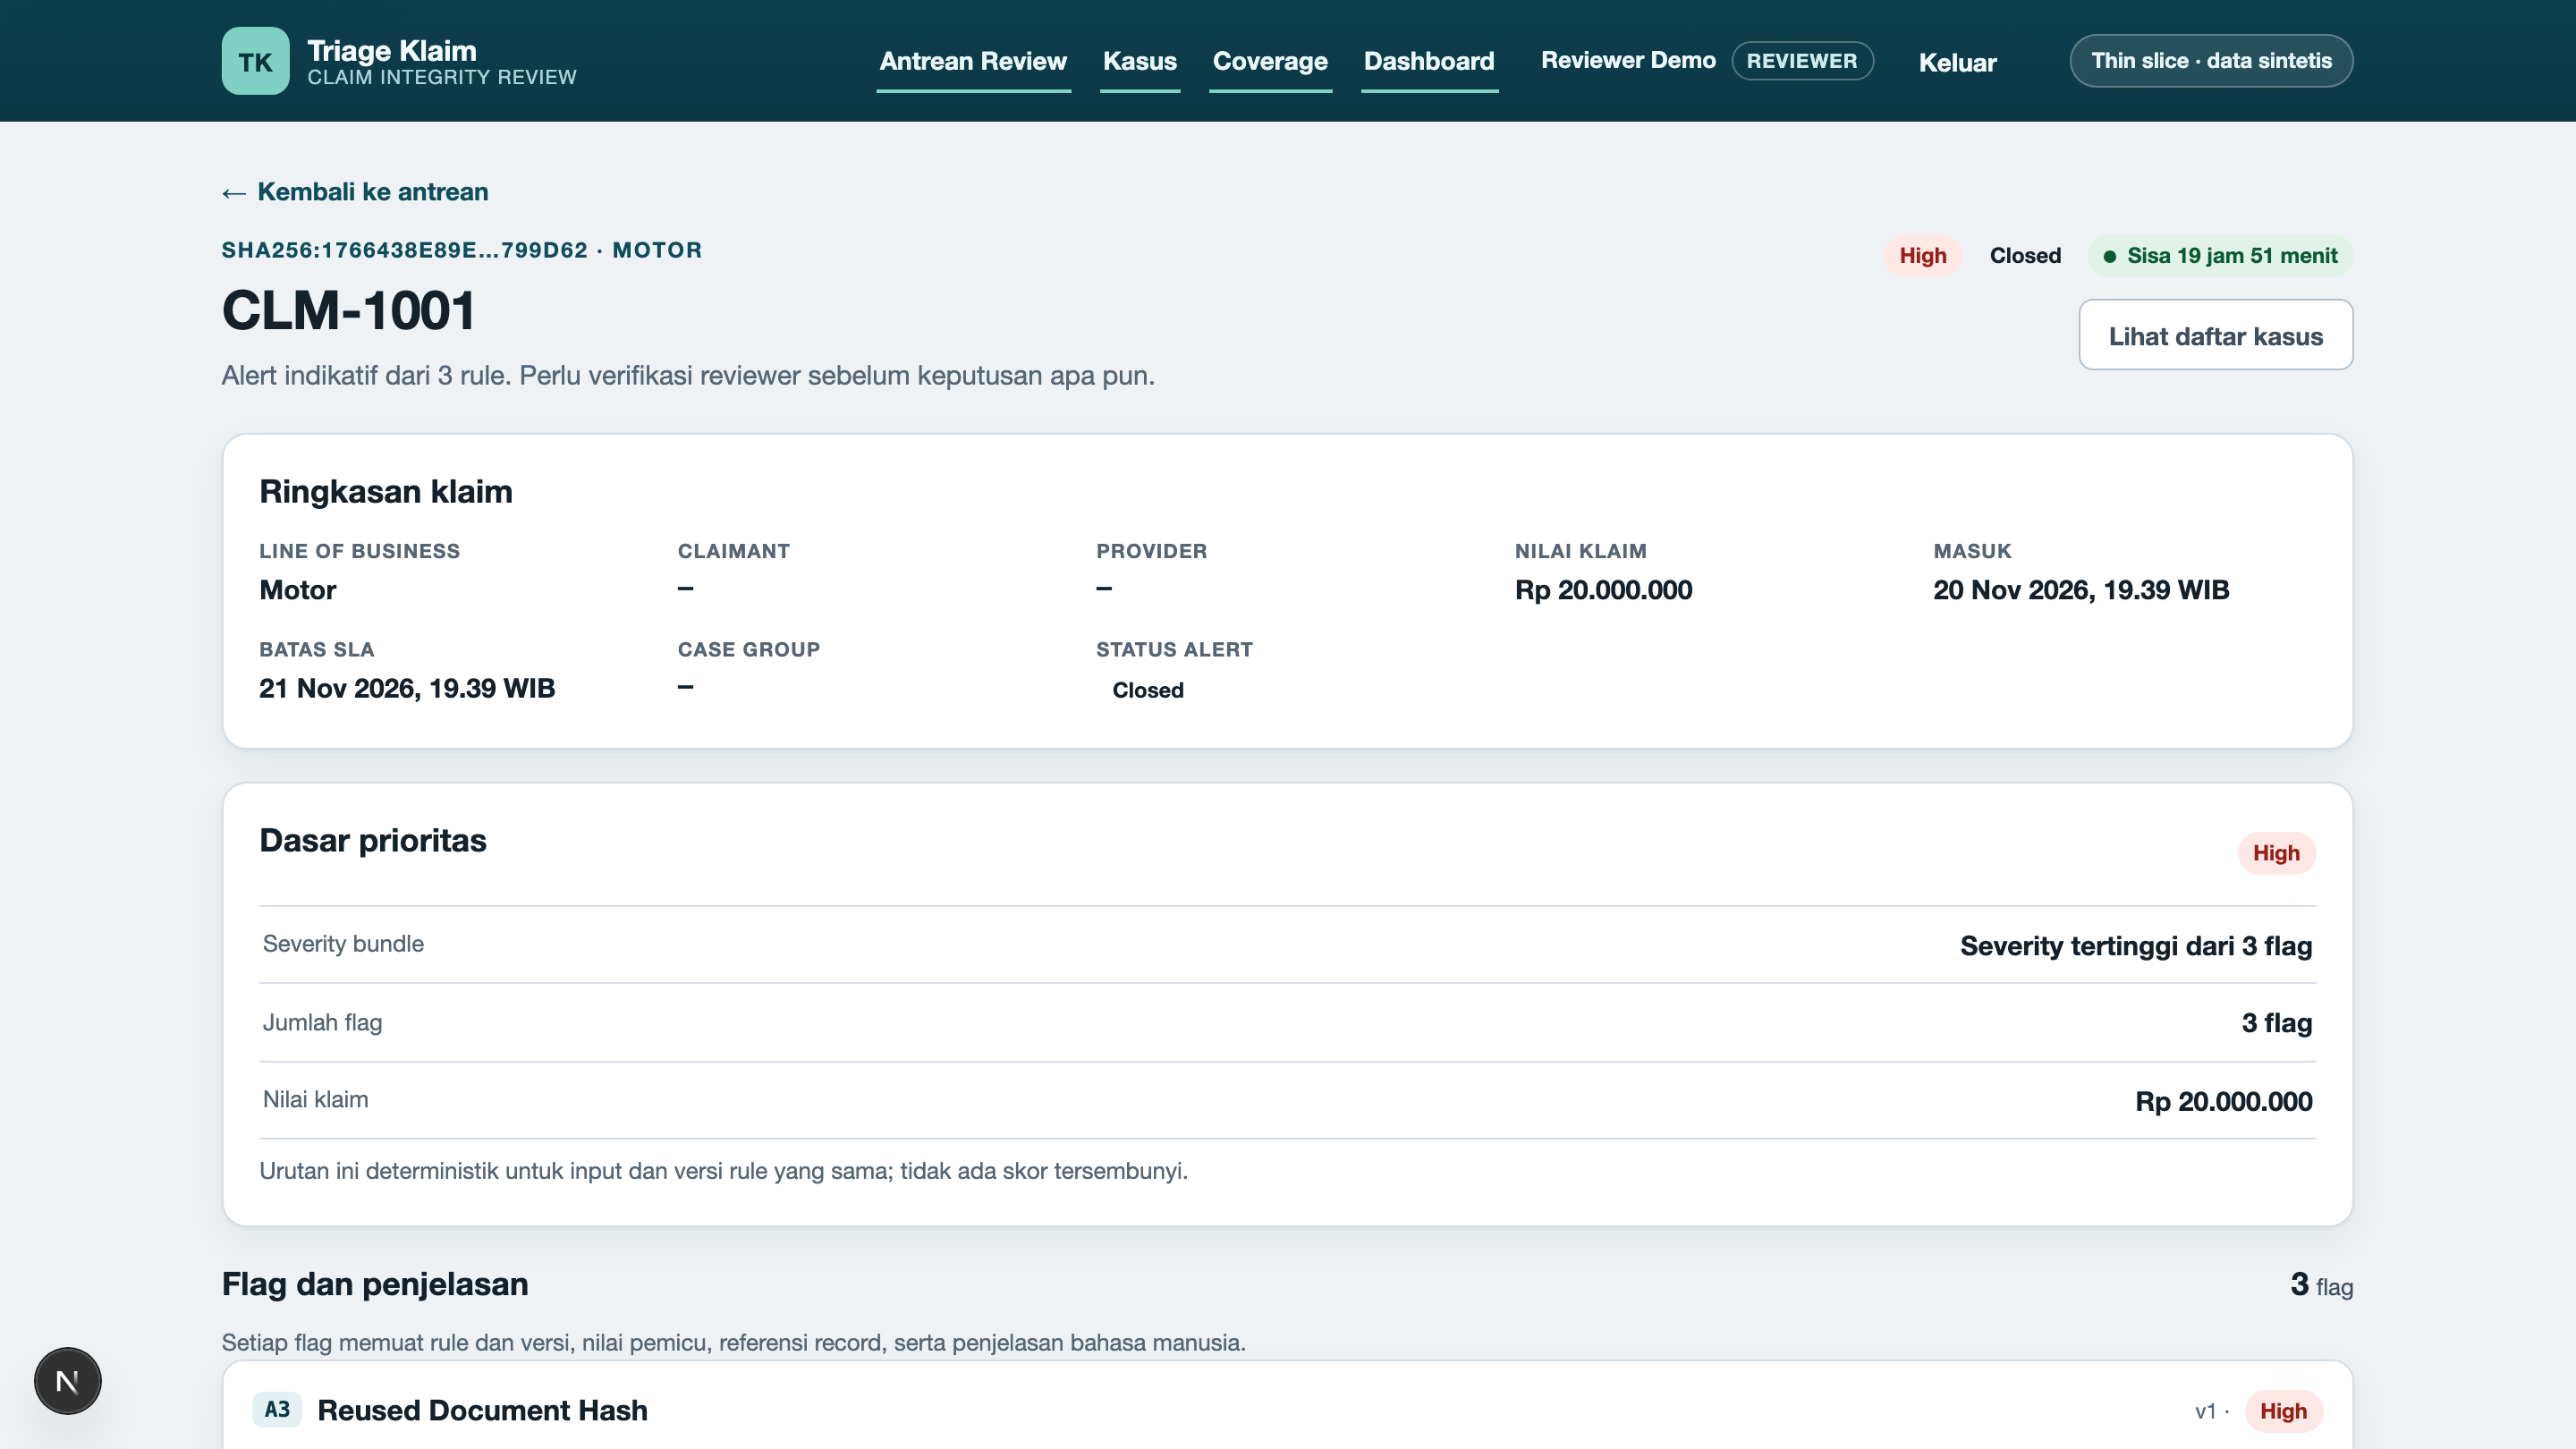 TK
Triage Klaim
CLAIM INTEGRITY REVIEW
Antrean Review Kasus Coverage Dashboard Reviewer Demo REVIEWER Keluar Thin slice · data sintetis
← Kembali ke antrean
SHA256:1766438E89E…799D62 · MOTOR
High Closed ● Sisa 19 jam 51 menit
CLM-1001
Lihat daftar kasus
Alert indikatif dari 3 rule. Perlu verifikasi reviewer sebelum keputusan apa pun.
Ringkasan klaim
LINE OF BUSINESS CLAIMANT PROVIDER NILAI KLAIM MASUK
Motor – – Rp 20.000.000 20 Nov 2026, 19.39 WIB
BATAS SLA CASE GROUP STATUS ALERT
21 Nov 2026, 19.39 WIB – Closed
Dasar prioritas High
Severity bundle Severity tertinggi dari 3 flag
Jumlah flag 3 flag
Nilai klaim Rp 20.000.000
Urutan ini deterministik untuk input dan versi rule yang sama; tidak ada skor tersembunyi.
Flag dan penjelasan 3 flag
Setiap flag memuat rule dan versi, nilai pemicu, referensi record, serta penjelasan bahasa manusia.
N
A3 Reused Document Hash v1 · High